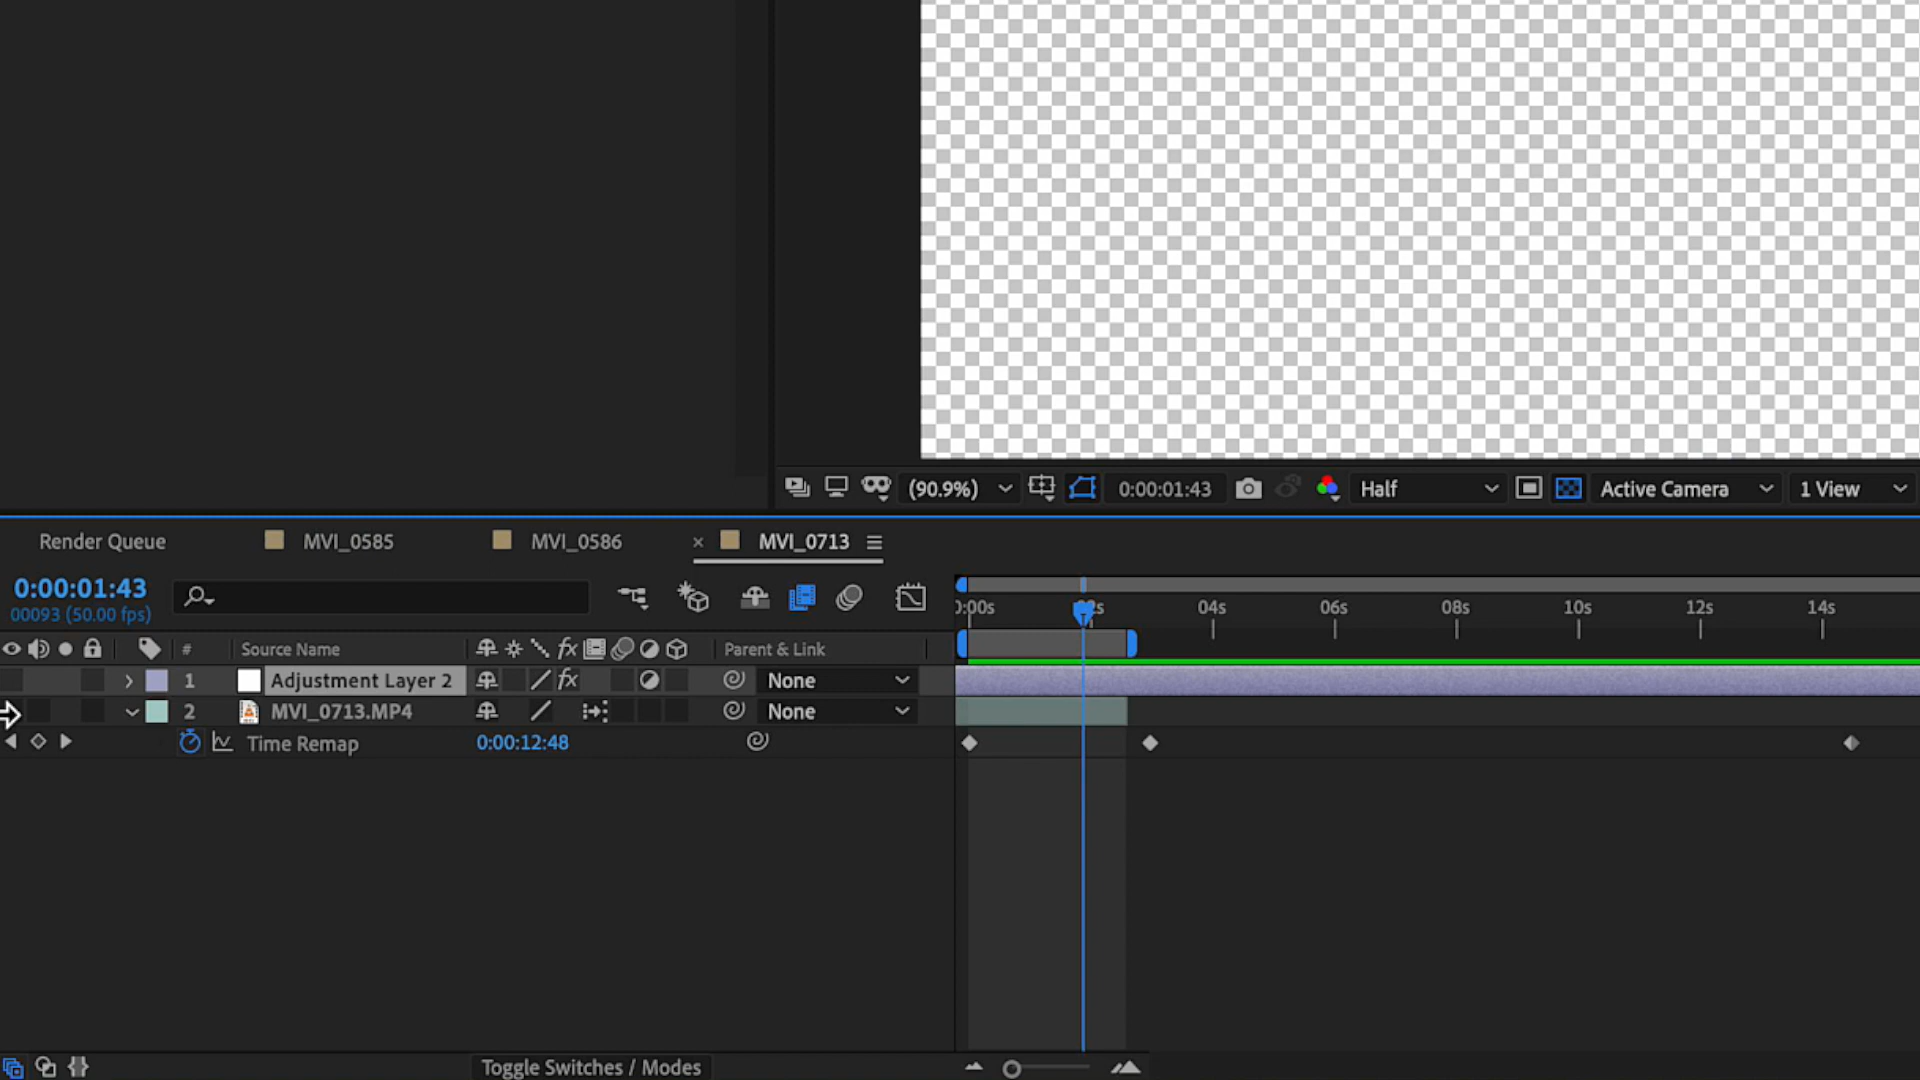 (90.9%) 0:00:01:43 Half Active Camera 1 View
Render Queue MVI_0585 MVI_0586 × MVI_0713
0:00:01:43
00093 (50.00 fps)
0:00s 04s 06s 08s 10s 12s 14s
# Source Name fx Parent & Link
1 Adjustment Layer 2 fx None
2 MVI_0713.MP4 None
Time Remap 0:00:12:48
Toggle Switches / Modes